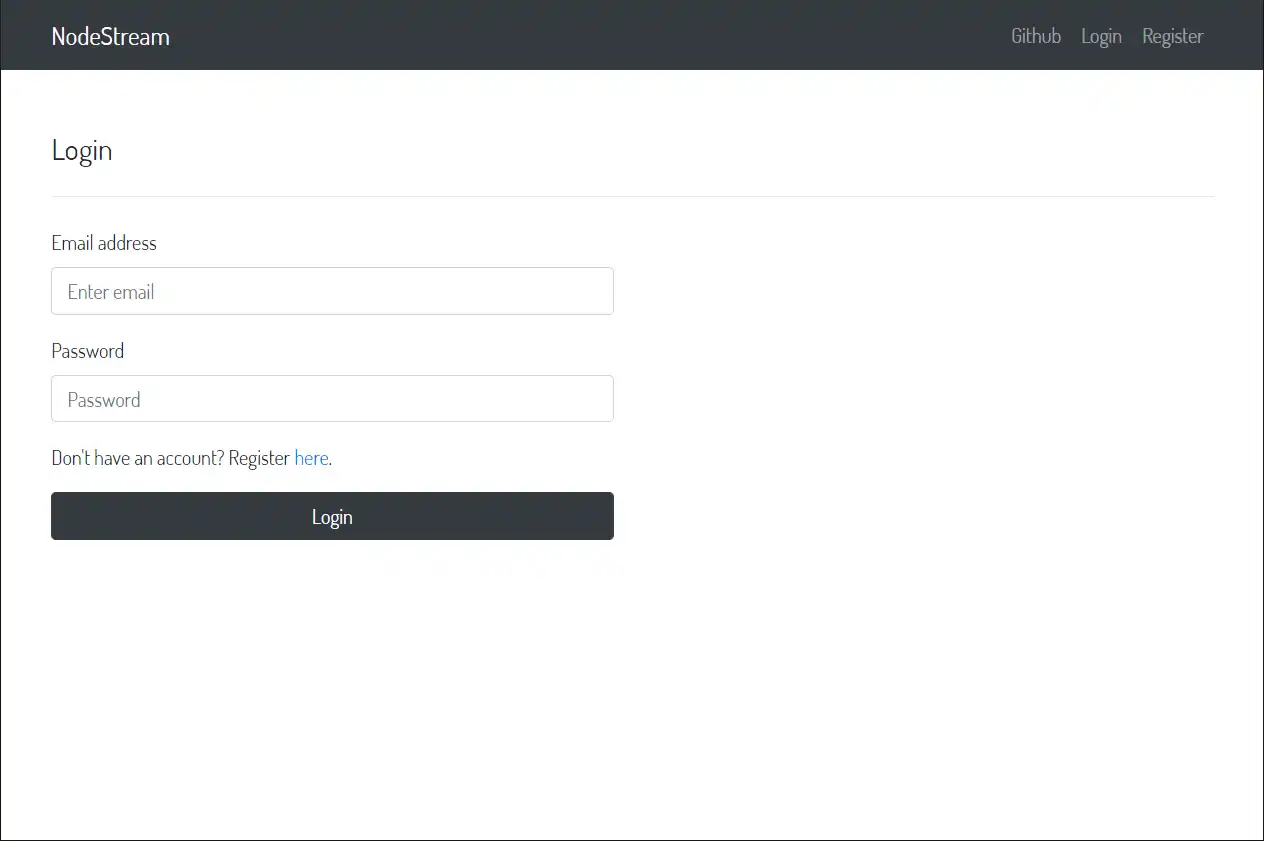 NodeStream
Github Login Register
Login
Email address
Enter email
Password
Password
Don't have an account? Register here.
Login